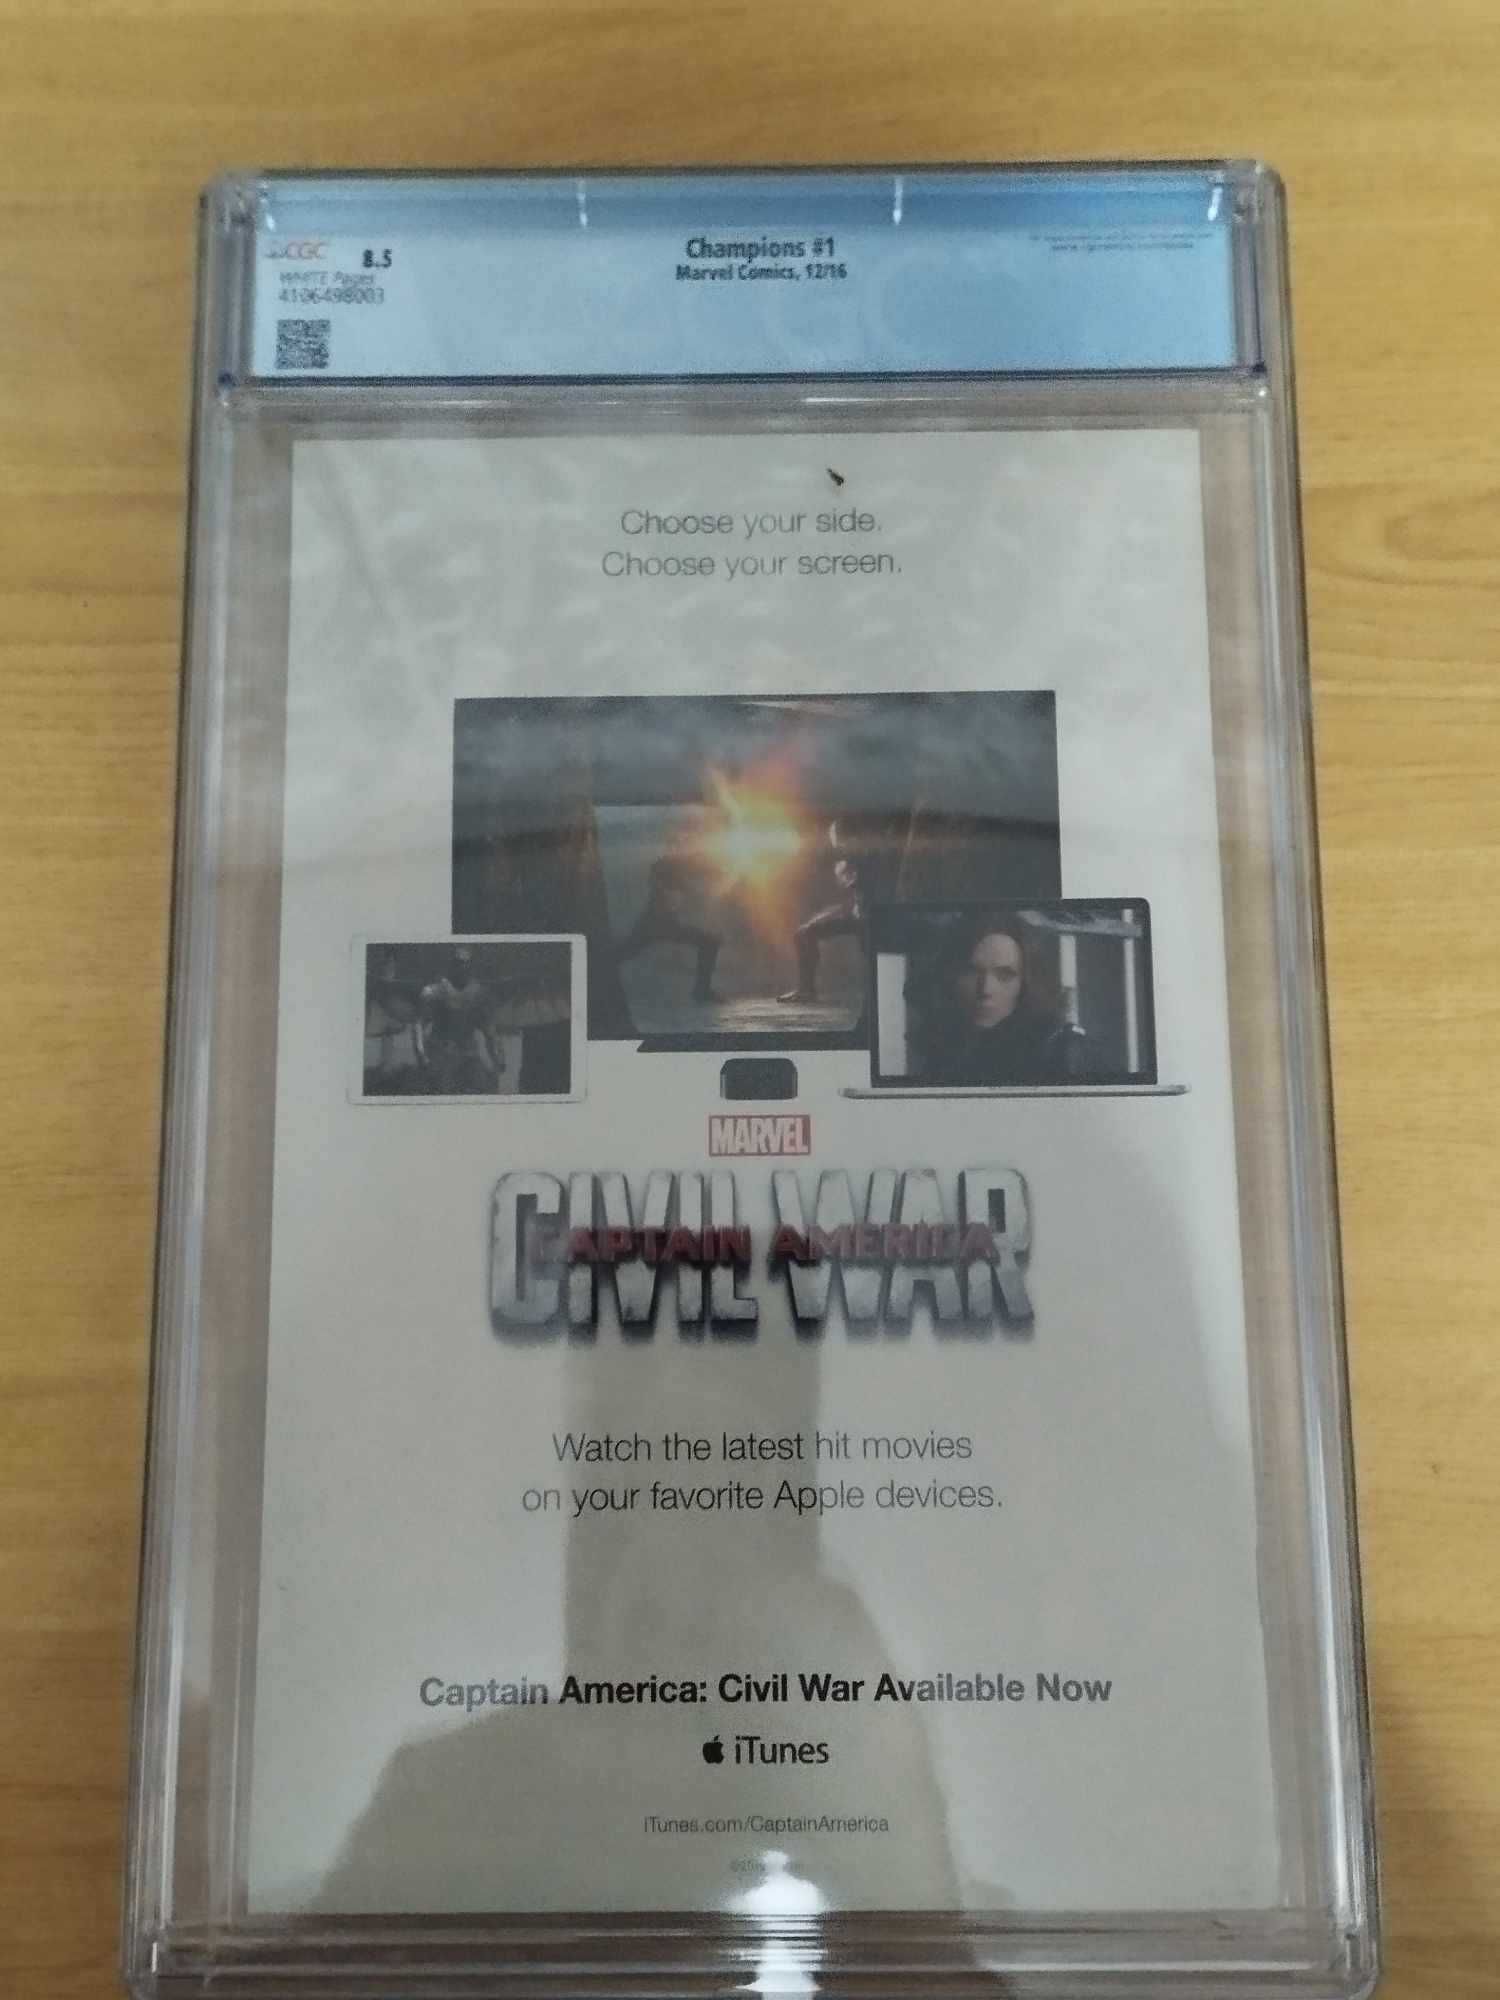 CGC
8.5
Champions #1
Marvel Comics, 12/16
WHITE Pages
4106498003
Choose your side.
Choose your screen.
MARVEL
CIVIL WAR
CAPTAIN AMERICA
Watch the latest hit movies
on your favorite Apple devices.
Captain America: Civil War Available Now
iTunes
iTunes.com/CaptainAmerica